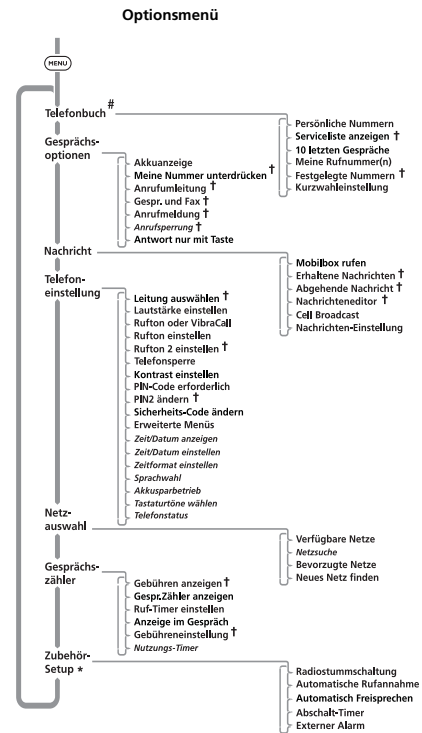 Optionsmenü
MENU
Telefonbuch #
Persönliche Nummern
Serviceliste anzeigen †
10 letzten Gespräche
Meine Rufnummer(n)
Festgelegte Nummern †
Kurzwahleinstellung
Gesprächs-
optionen
Akkuanzeige
Meine Nummer unterdrücken †
Anrufumleitung †
Gespr. und Fax †
Anrufmeldung †
Anrufsperrung †
Antwort nur mit Taste
Nachricht
Mobilbox rufen
Erhaltene Nachrichten †
Abgehende Nachricht †
Nachrichteneditor †
Cell Broadcast
Nachrichten-Einstellung
Telefon-
einstellung
Leitung auswählen †
Lautstärke einstellen
Rufton oder VibraCall
Rufton einstellen
Rufton 2 einstellen †
Telefonsperre
Kontrast einstellen
PIN-Code erforderlich
PIN2 ändern †
Sicherheits-Code ändern
Erweiterte Menüs
Zeit/Datum anzeigen
Zeit/Datum einstellen
Zeitformat einstellen
Sprachwahl
Akkusparbetrieb
Tastaturtöne wählen
Telefonstatus
Netz-
auswahl
Verfügbare Netze
Netzsuche
Bevorzugte Netze
Neues Netz finden
Gesprächs-
zähler
Gebühren anzeigen †
Gespr.Zähler anzeigen
Ruf-Timer einstellen
Anzeige im Gespräch
Gebühreneinstellung †
Nutzungs-Timer
Zubehör-
Setup *
Radiostummschaltung
Automatische Rufannahme
Automatisch Freisprechen
Abschalt-Timer
Externer Alarm